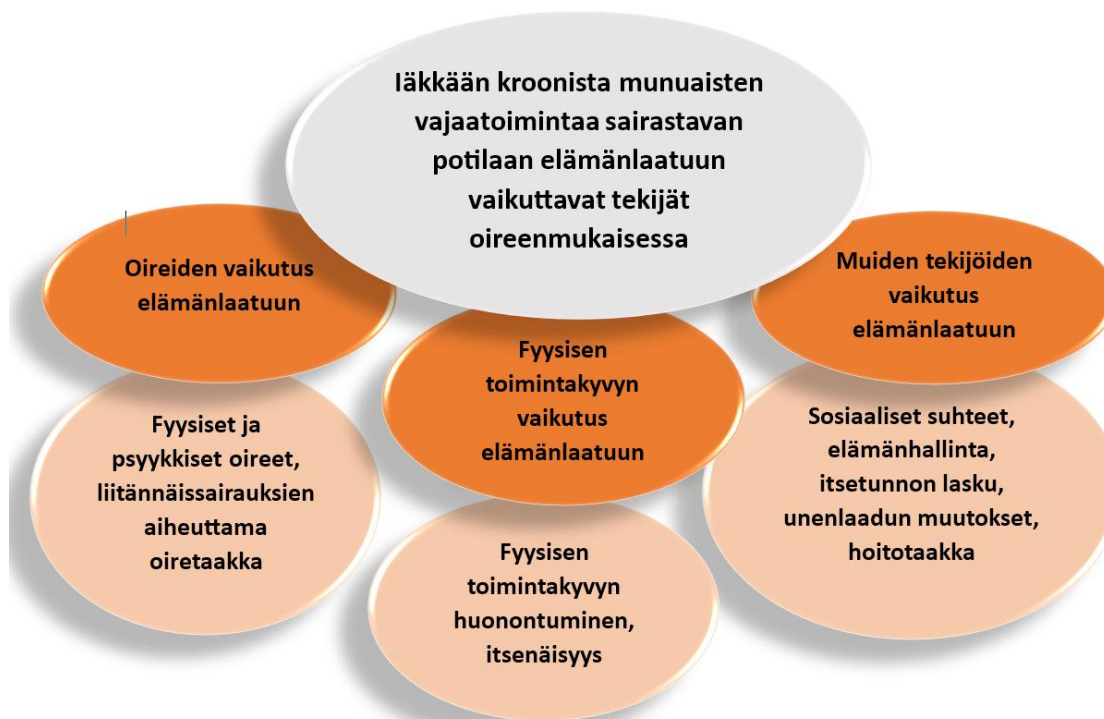 Iäkkään kroonista munuaisten
vajaatoimintaa sairastavan
potilaan elämänlaatuun
vaikuttavat tekijät
oireenmukaisessa
Oireiden vaikutus
elämänlaatuun
Fyysiset ja
psyykkiset oireet,
liitännäissairauksien
aiheuttama
oiretaakka
Fyysisen
toimintakyvyn
vaikutus
elämänlaatuun
Fyysisen
toimintakyvyn
huonontuminen,
itsenäisyys
Muiden tekijöiden
vaikutus
elämänlaatuun
Sosiaaliset suhteet,
elämänhallinta,
itsetunnon lasku,
unenlaadun muutokset,
hoitotaakka